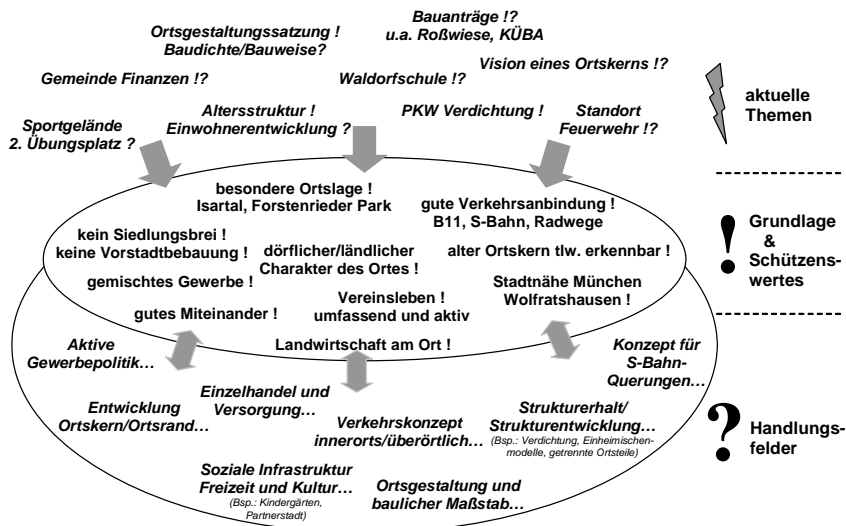 Ortsgestaltungssatzung !
Baudichte/Bauweise?
Bauanträge !?
u.a. Roßwiese, KÜBA
Gemeinde Finanzen !?
Waldorfschule !?
Vision eines Ortskerns !?
Sportgelände
2. Übungsplatz ?
Altersstruktur !
Einwohnerentwicklung ?
PKW Verdichtung !
Standort
Feuerwehr !?
aktuelle
Themen
besondere Ortslage !
Isartal, Forstenrieder Park
gute Verkehrsanbindung !
B11, S-Bahn, Radwege
kein Siedlungsbrei !
keine Vorstadtbebauung !
dörflicher/ländlicher
Charakter des Ortes !
alter Ortskern tlw. erkennbar !
gemischtes Gewerbe !
Stadtnähe München
Wolfratshausen !
gutes Miteinander !
Vereinsleben !
umfassend und aktiv
Landwirtschaft am Ort !
!
Grundlage
&
Schützens-
wertes
Aktive
Gewerbepolitik…
Konzept für
S-Bahn-
Querungen…
Entwicklung
Ortskern/Ortsrand…
Einzelhandel und
Versorgung…
Verkehrskonzept
innerorts/überörtlich…
Strukturerhalt/
Strukturentwicklung…
(Bsp.: Verdichtung, Einheimischen-
modelle, getrennte Ortsteile)
Soziale Infrastruktur
Freizeit und Kultur…
(Bsp.: Kindergärten,
Partnerstadt)
Ortsgestaltung und
baulicher Maßstab…
?
Handlungs-
felder